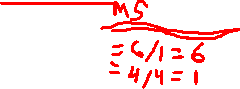 MS
= 6/1 = 6
= 4/4 = 1